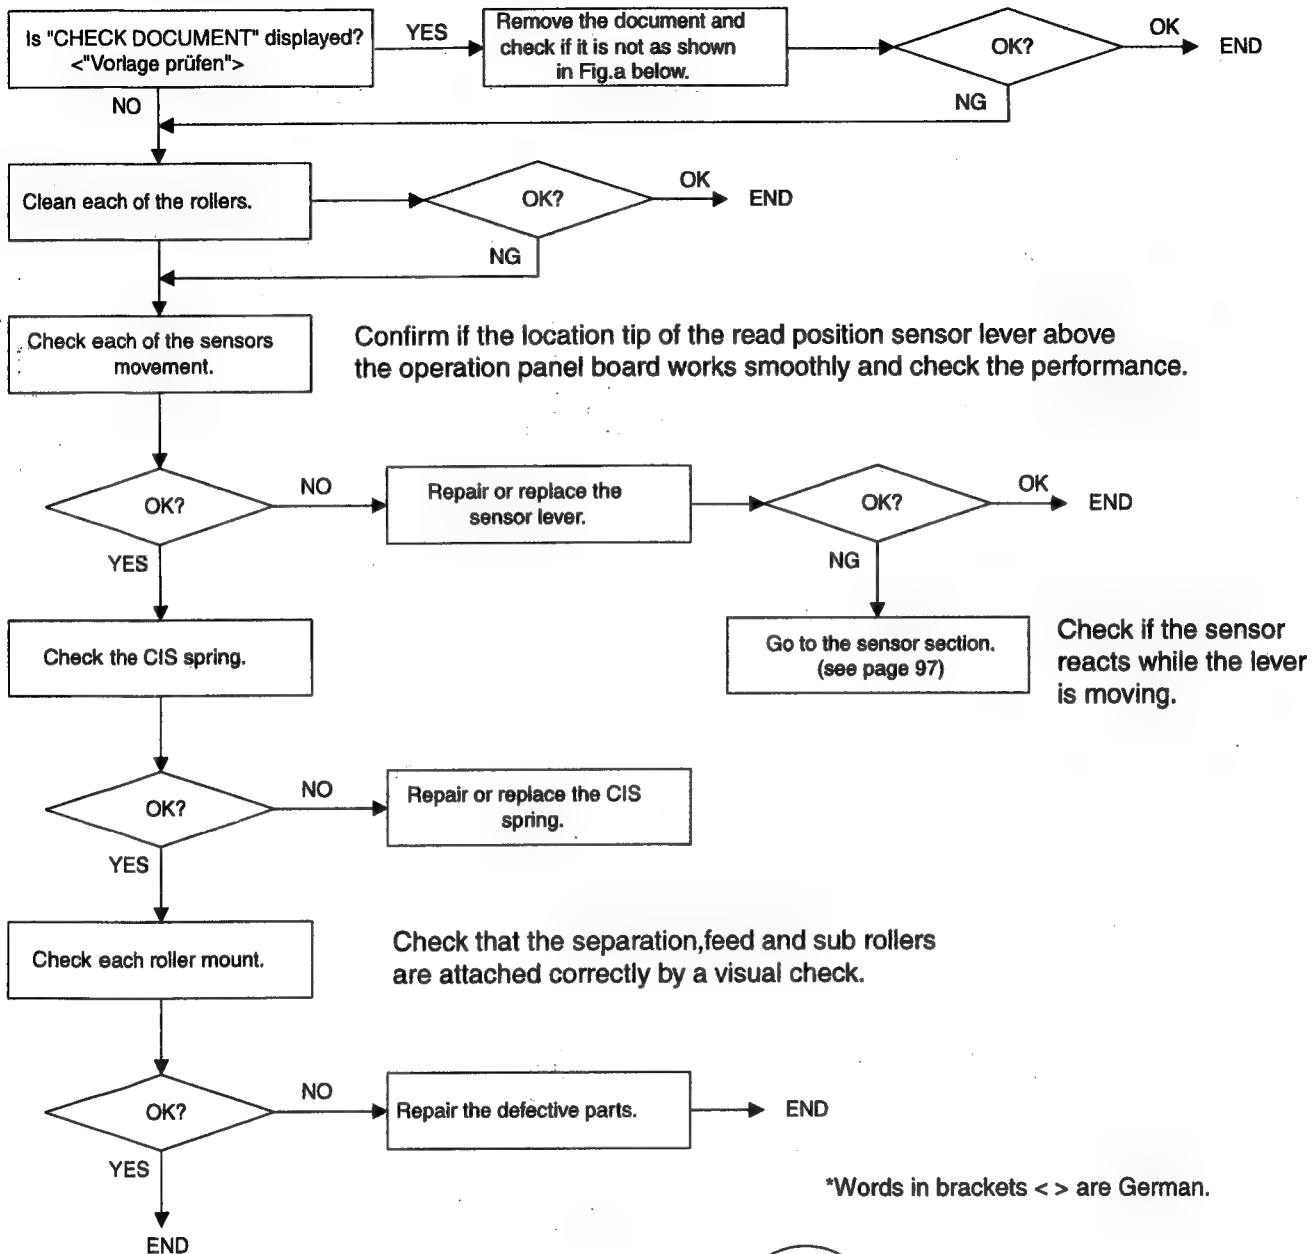 Is "CHECK DOCUMENT" displayed?
<"Vorlage prüfen">
YES
Remove the document and
check if it is not as shown
in Fig.a below.
OK?
OK
END
NO
NG
Clean each of the rollers.
OK?
OK
END
NG
Check each of the sensors
movement.
Confirm if the location tip of the read position sensor lever above
the operation panel board works smoothly and check the performance.
OK?
NO
Repair or replace the
sensor lever.
OK?
OK
END
YES
NG
Check the CIS spring.
Go to the sensor section.
(see page 97)
Check if the sensor
reacts while the lever
is moving.
OK?
NO
Repair or replace the CIS
spring.
YES
Check each roller mount.
Check that the separation,feed and sub rollers
are attached correctly by a visual check.
OK?
NO
Repair the defective parts.
END
YES
*Words in brackets < > are German.
END